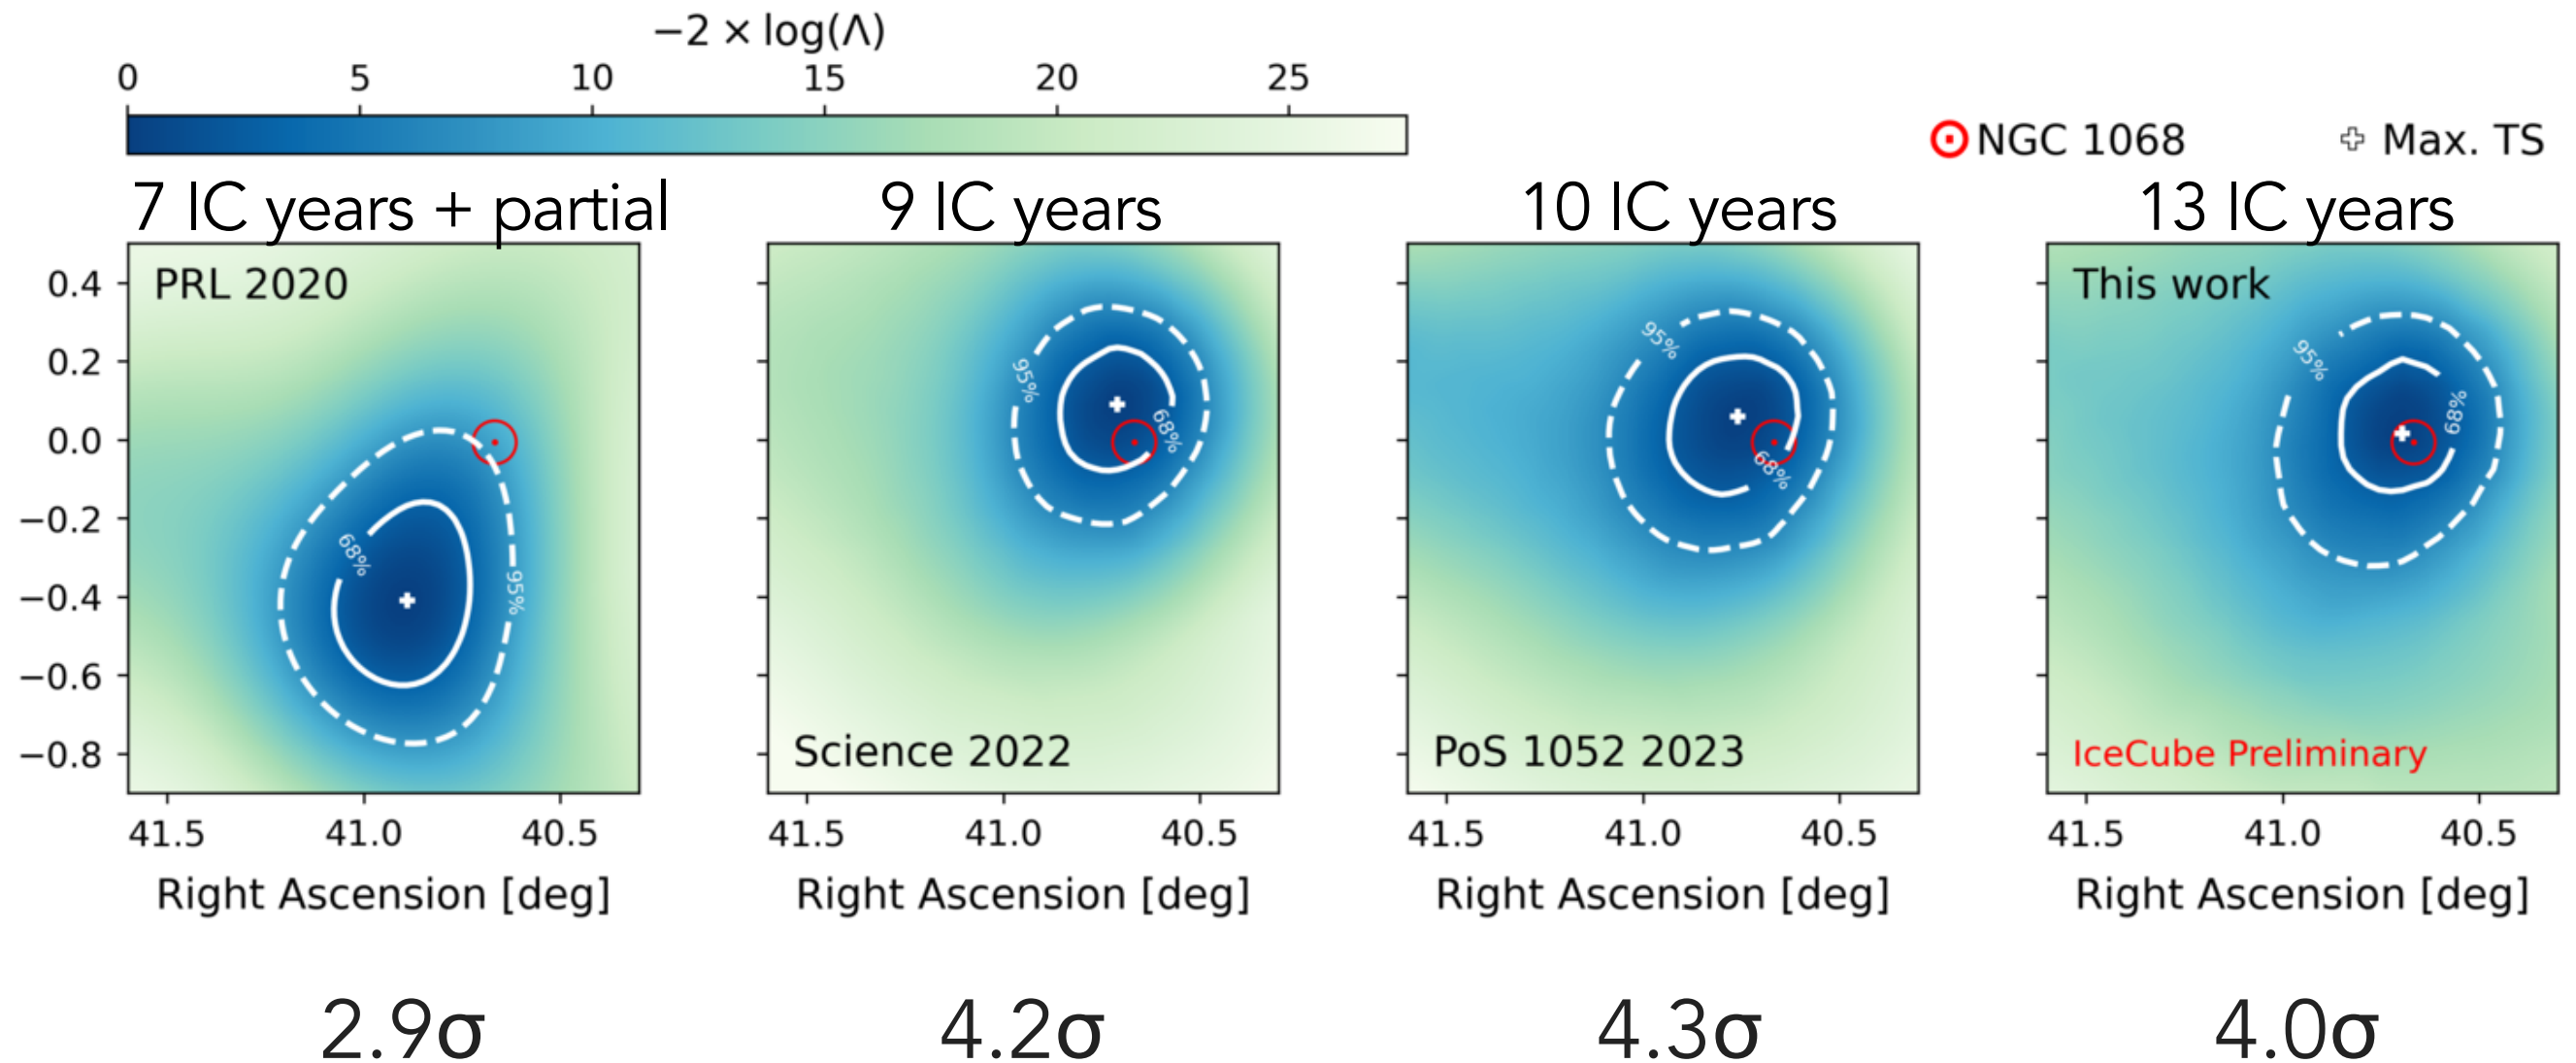 −2 × log(Λ)
0 5 10 15 20 25
NGC 1068 Max. TS
7 IC years + partial 9 IC years 10 IC years 13 IC years
PRL 2020
Science 2022
PoS 1052 2023
This work
IceCube Preliminary
0.4
0.2
0.0
−0.2
−0.4
−0.6
−0.8
68%
95%
95%
68%
95%
68%
95%
68%
41.5 41.0 40.5 41.5 41.0 40.5 41.5 41.0 40.5 41.5 41.0 40.5
Right Ascension [deg] Right Ascension [deg] Right Ascension [deg] Right Ascension [deg]
2.9σ 4.2σ 4.3σ 4.0σ